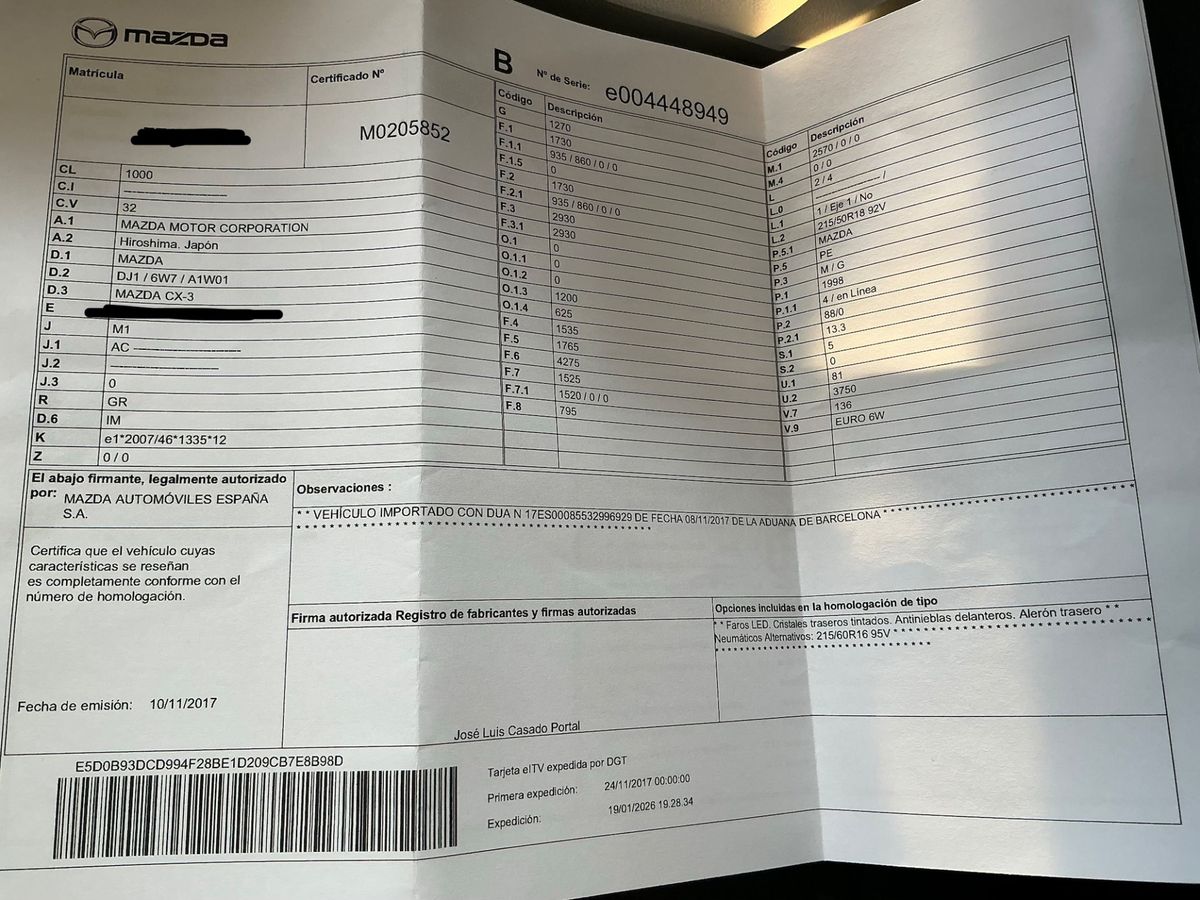 mazda
Matrícula
Certificado Nº
M0205852
CL 1000
C.I --------------------
C.V 32
A.1 MAZDA MOTOR CORPORATION
A.2 Hiroshima, Japón
D.1 MAZDA
D.2 DJ1 / 6W7 / A1W01
D.3 MAZDA CX-3
E
J M1
J.1 AC --------------------
J.2 --------------------
J.3 0
R GR
D.6 IM
K e1*2007/46*1335*12
Z 0 / 0
B Nº de Serie: e004448949
Código Descripción
G 1270
F.1 1730
F.1.1 935 / 860 / 0 / 0
F.1.5 0
F.2 1730
F.2.1 935 / 860 / 0 / 0
F.3 2930
F.3.1 2930
O.1 0
O.1.1 0
O.1.2 0
O.1.3 1200
O.1.4 625
F.4 1535
F.5 1765
F.6 4275
F.7 1525
F.7.1 1520 / 0 / 0
F.8 795
Código Descripción
M.1 2570 / 0 / 0
M.4 0 / 0
L 2 / 4
L.0 -------------------- /
L.1 1 / Eje 1 / No
L.2 215/50R18 92V
P.5.1 MAZDA
P.5 PE
P.3 M / G
P.1 1998
P.1.1 4 / en Línea
P.2 88/0
P.2.1 13.3
S.1 5
S.2 0
U.1 81
U.2 3750
V.7 136
V.9 EURO 6W
El abajo firmante, legalmente autorizado
por: MAZDA AUTOMÓVILES ESPAÑA
S.A.
Certifica que el vehículo cuyas
características se reseñan
es completamente conforme con el
número de homologación.
Fecha de emisión: 10/11/2017
Observaciones :
* * VEHÍCULO IMPORTADO CON DUA N 17ES00085532996929 DE FECHA 08/11/2017 DE LA ADUANA DE BARCELONA * * * * * * * * * * * * * * * * * * * * * * * * * * * *
* * * * * * * * * * * * * * * * * * * * * * * * * * * * * * * * * * * * * * * *
Firma autorizada Registro de fabricantes y firmas autorizadas
José Luis Casado Portal
Opciones incluidas en la homologación de tipo
* * Faros LED. Cristales traseros tintados. Antinieblas delanteros. Alerón trasero * *
Neumáticos Alternativos: 215/60R16 95V * * * * * * * * * * * * * * * * * * * * * * * * * * *
* * * * * * * * * * * * * * * * * * * * * * * *
E5D0B93DCD994F28BE1D209CB7E8B98D
Tarjeta eITV expedida por DGT
Primera expedición: 24/11/2017 00:00:00
Expedición: 19/01/2026 19.28.34